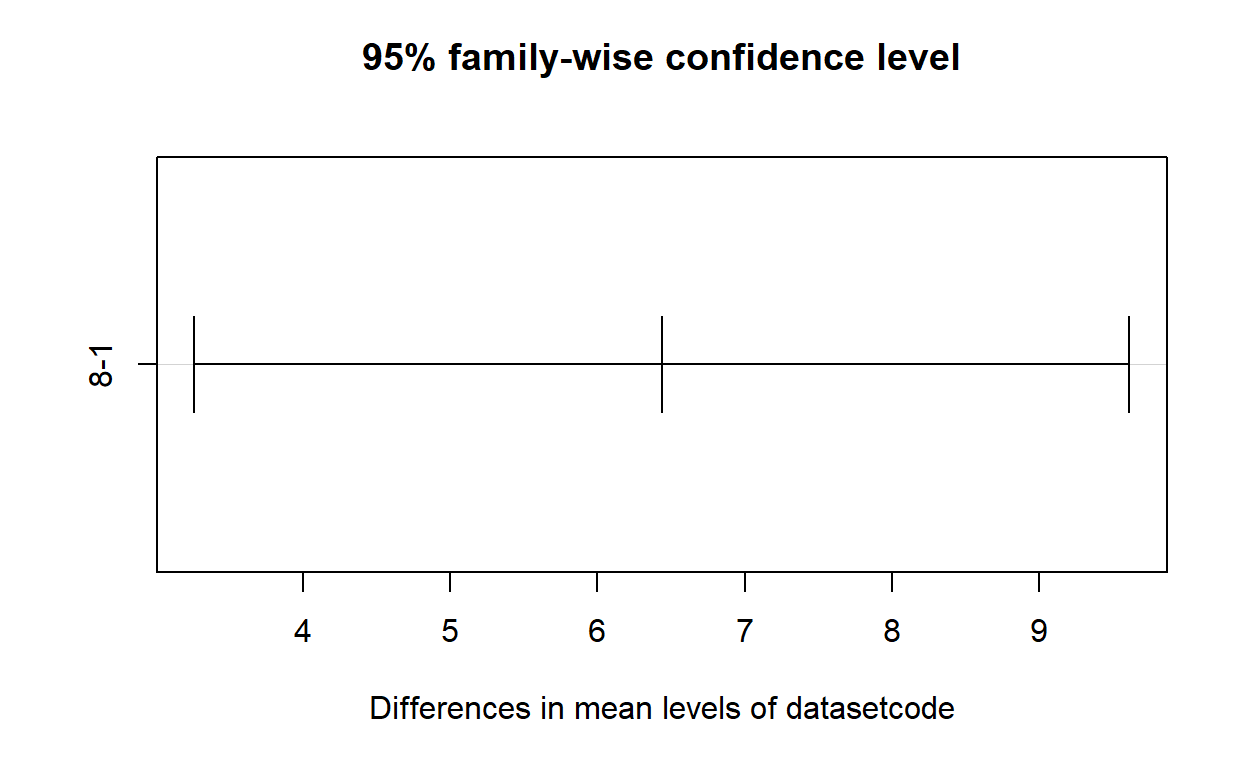 95% family-wise confidence level
8-1
4 5 6 7 8 9
Differences in mean levels of datasetcode